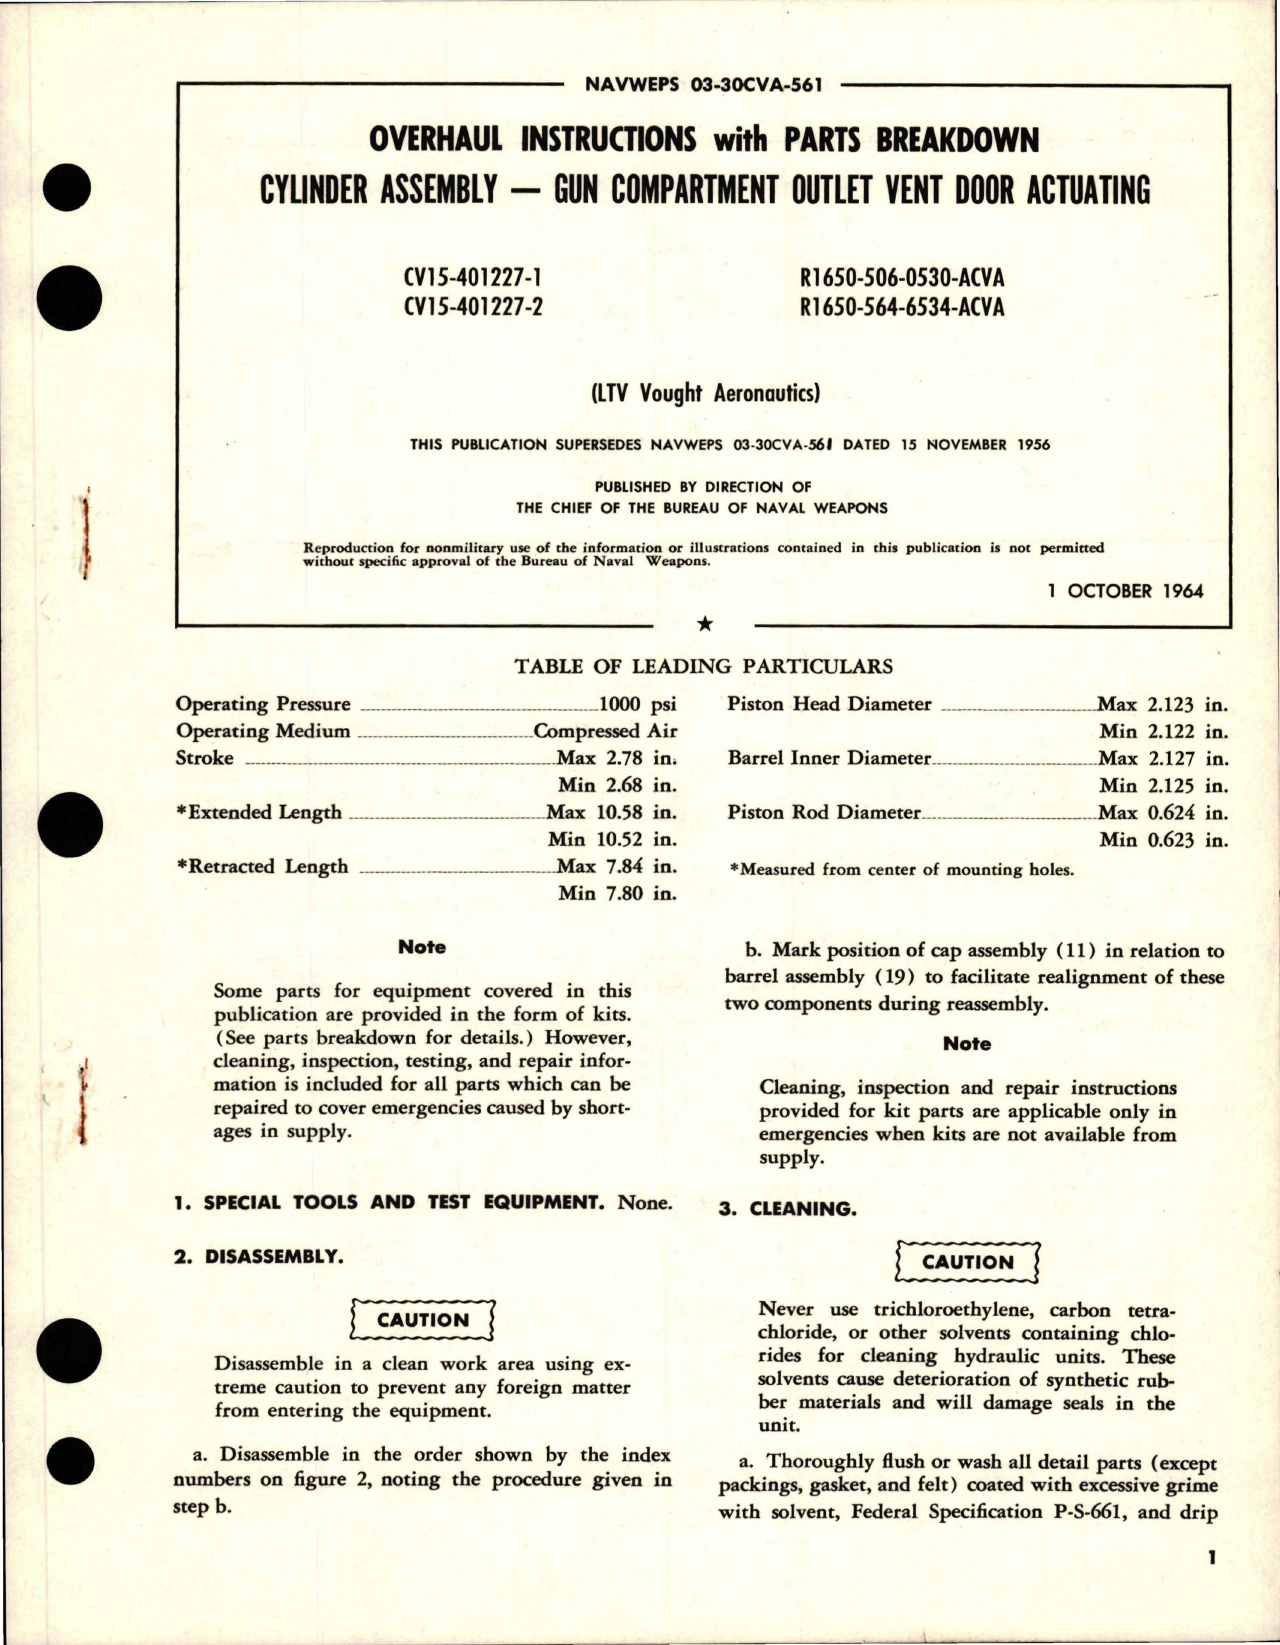 NAVWEPS 03-30CVA-561
OVERHAUL INSTRUCTIONS with PARTS BREAKDOWN
CYLINDER ASSEMBLY — GUN COMPARTMENT OUTLET VENT DOOR ACTUATING
CV15-401227-1 R1650-506-0530-ACVA
CV15-401227-2 R1650-564-6534-ACVA
(LTV Vought Aeronautics)
THIS PUBLICATION SUPERSEDES NAVWEPS 03-30CVA-561 DATED 15 NOVEMBER 1956
PUBLISHED BY DIRECTION OF
THE CHIEF OF THE BUREAU OF NAVAL WEAPONS
Reproduction for nonmilitary use of the information or illustrations contained in this publication is not permitted
without specific approval of the Bureau of Naval Weapons.
1 OCTOBER 1964
TABLE OF LEADING PARTICULARS
Operating Pressure 1000 psi
Operating Medium Compressed Air
Stroke Max 2.78 in.
Min 2.68 in.
*Extended Length Max 10.58 in.
Min 10.52 in.
*Retracted Length Max 7.84 in.
Min 7.80 in.
Piston Head Diameter Max 2.123 in.
Min 2.122 in.
Barrel Inner Diameter Max 2.127 in.
Min 2.125 in.
Piston Rod Diameter Max 0.624 in.
Min 0.623 in.
*Measured from center of mounting holes.
Note
Some parts for equipment covered in this
publication are provided in the form of kits.
(See parts breakdown for details.) However,
cleaning, inspection, testing, and repair infor-
mation is included for all parts which can be
repaired to cover emergencies caused by short-
ages in supply.
1. SPECIAL TOOLS AND TEST EQUIPMENT. None.
2. DISASSEMBLY.
CAUTION
Disassemble in a clean work area using ex-
treme caution to prevent any foreign matter
from entering the equipment.
a. Disassemble in the order shown by the index
numbers on figure 2, noting the procedure given in
step b.
b. Mark position of cap assembly (11) in relation to
barrel assembly (19) to facilitate realignment of these
two components during reassembly.
Note
Cleaning, inspection and repair instructions
provided for kit parts are applicable only in
emergencies when kits are not available from
supply.
3. CLEANING.
CAUTION
Never use trichloroethylene, carbon tetra-
chloride, or other solvents containing chlo-
rides for cleaning hydraulic units. These
solvents cause deterioration of synthetic rub-
ber materials and will damage seals in the
unit.
a. Thoroughly flush or wash all detail parts (except
packings, gasket, and felt) coated with excessive grime
with solvent, Federal Specification P-S-661, and drip
1